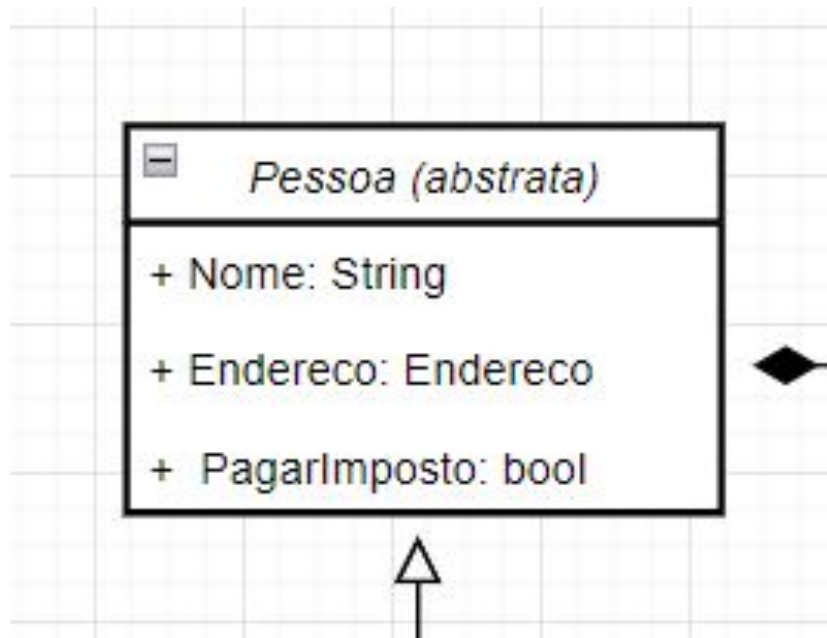 Pessoa (abstrata)
+ Nome: String
+ Endereco: Endereco
+ PagarImposto: bool